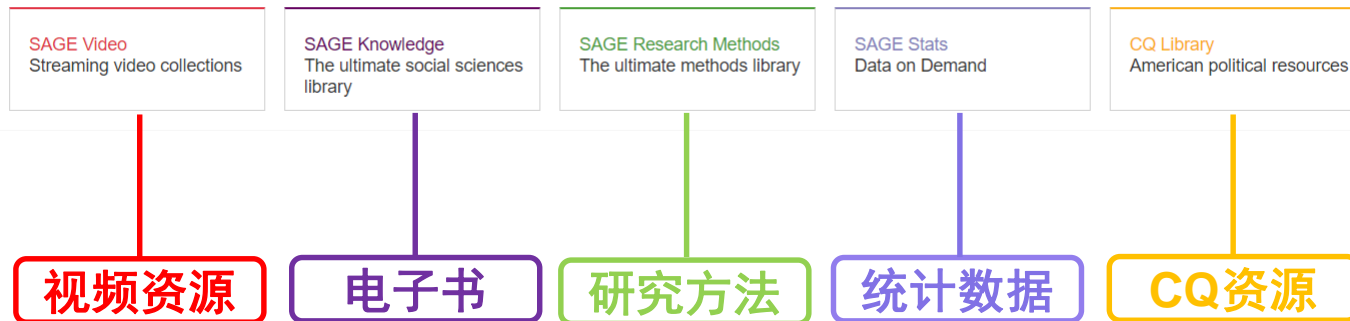 SAGE Video
Streaming video collections
SAGE Knowledge
The ultimate social sciences
library
SAGE Research Methods
The ultimate methods library
SAGE Stats
Data on Demand
CQ Library
American political resources
视频资源
电子书
研究方法
统计数据
CQ资源